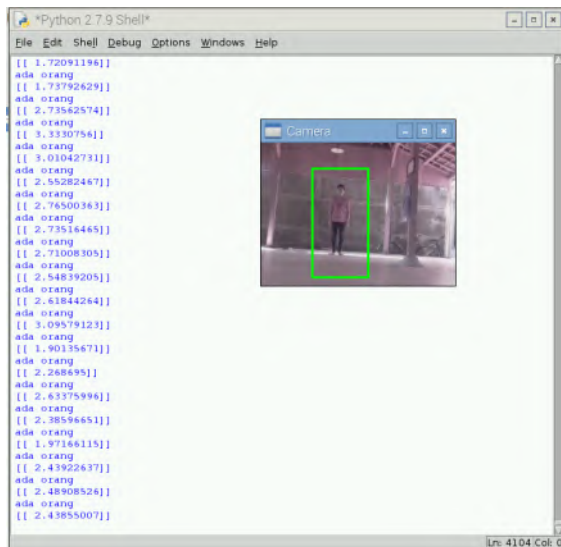 *Python 2.7.9 Shell*
File Edit Shell Debug Options Windows Help
[[ 1.72091196]]
ada orang
[[ 1.73792629]]
ada orang
[[ 2.73562574]]
ada orang
[[ 3.3330756]]
ada orang
[[ 3.01042731]]
ada orang
[[ 2.55282467]]
ada orang
[[ 2.76500363]]
ada orang
[[ 2.73516465]]
ada orang
[[ 2.71008305]]
ada orang
[[ 2.54839205]]
ada orang
[[ 2.61844264]]
ada orang
[[ 3.09579123]]
ada orang
[[ 1.90135671]]
ada orang
[[ 2.268695]]
ada orang
[[ 2.63375996]]
ada orang
[[ 2.38596651]]
ada orang
[[ 1.97166115]]
ada orang
[[ 2.43922637]]
ada orang
[[ 2.48908526]]
ada orang
[[ 2.43855007]]
Camera
Ln: 4104 Col: 0